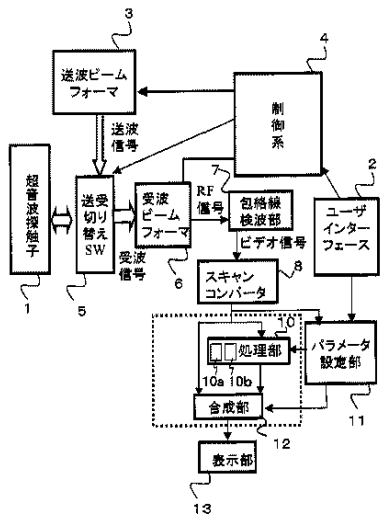 3
送波ビーム
フォーマ
4
制御系
送波
信号
2
超音波探触子
1
送受
切り
替え
SW
5
受波
信号
受波
ビーム
フォーマ
6
RF
信号
7
包絡線
検波部
ビデオ信号
ユーザ
インター
フェース
8
スキャン
コンバータ
10
処理部
10a
10b
パラメータ
設定部
11
合成部
12
表示部
13